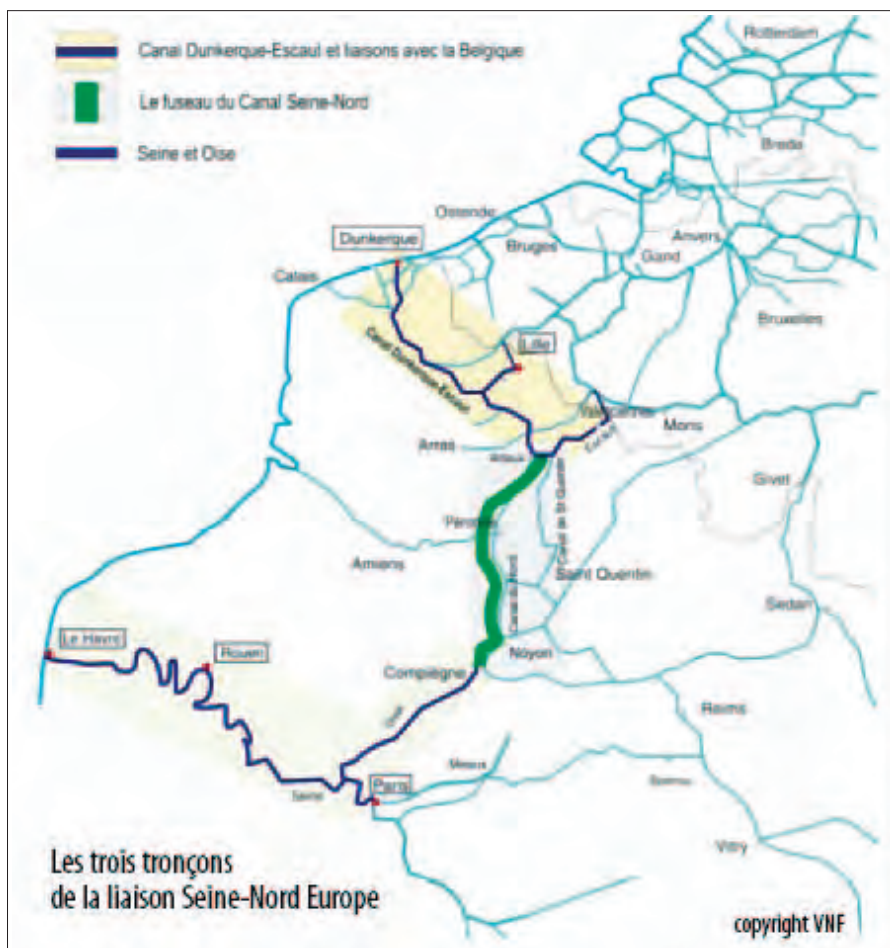 Canal Dunkerque-Escaut et liaisons avec la Belgique
Le fuseau du Canal Seine-Nord
Seine et Oise
Rotterdam
Breda
Ostende
Dunkerque
Bruges
Anvers
Gand
Calais
Bruxelles
Lille
Canal Dunkerque-Escaut
Valenciennes
Mons
Escaut
Arras
Givet
Péronne
Canal de St Quentin
Amiens
Saint Quentin
Canal du Nord
Sedan
Le Havre
Rouen
Noyon
Compiègne
Oise
Reims
Meaux
Paris
Seine
Vitry
Les trois tronçons
de la liaison Seine-Nord Europe
copyright VNF